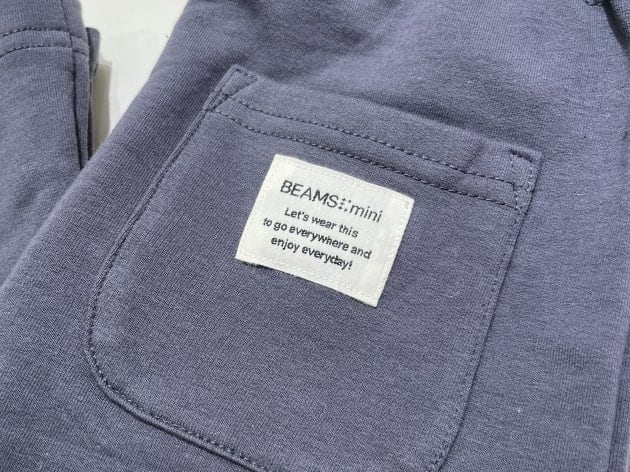 BEAMS⁚⁚mini
Let's wear this
to go everywhere and
enjoy everyday!